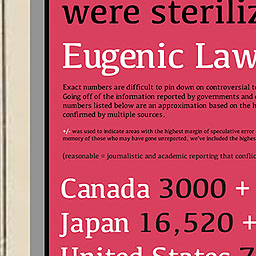 were steriliz
Eugenic Law
Exact numbers are difficult to pin down on controversial t
Going off of the information reported by governments and
numbers listed below are an approximation based on the h
confirmed by multiple sources.
+/- was used to indicate areas with the highest margin of speculative error
memory of those who may have gone unreported, we've included the highes
(reasonable = journalistic and academic reporting that conflic
Canada 3000 +
Japan 16,520 +
United States 7